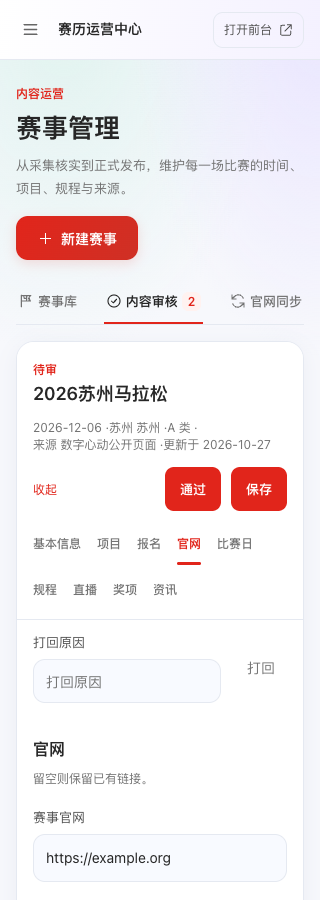 赛历运营中心
打开前台
内容运营
赛事管理
从采集核实到正式发布，维护每一场比赛的时间、
项目、规程与来源。
新建赛事
赛事库
内容审核 2
官网同步
待审
2026苏州马拉松
2026-12-06 ·苏州 苏州 ·A 类 ·
来源 数字心动公开页面 ·更新于 2026-10-27
收起
通过
保存
基本信息 项目 报名 官网 比赛日
规程 直播 奖项 资讯
打回原因
打回原因
打回
官网
留空则保留已有链接。
赛事官网
https://example.org